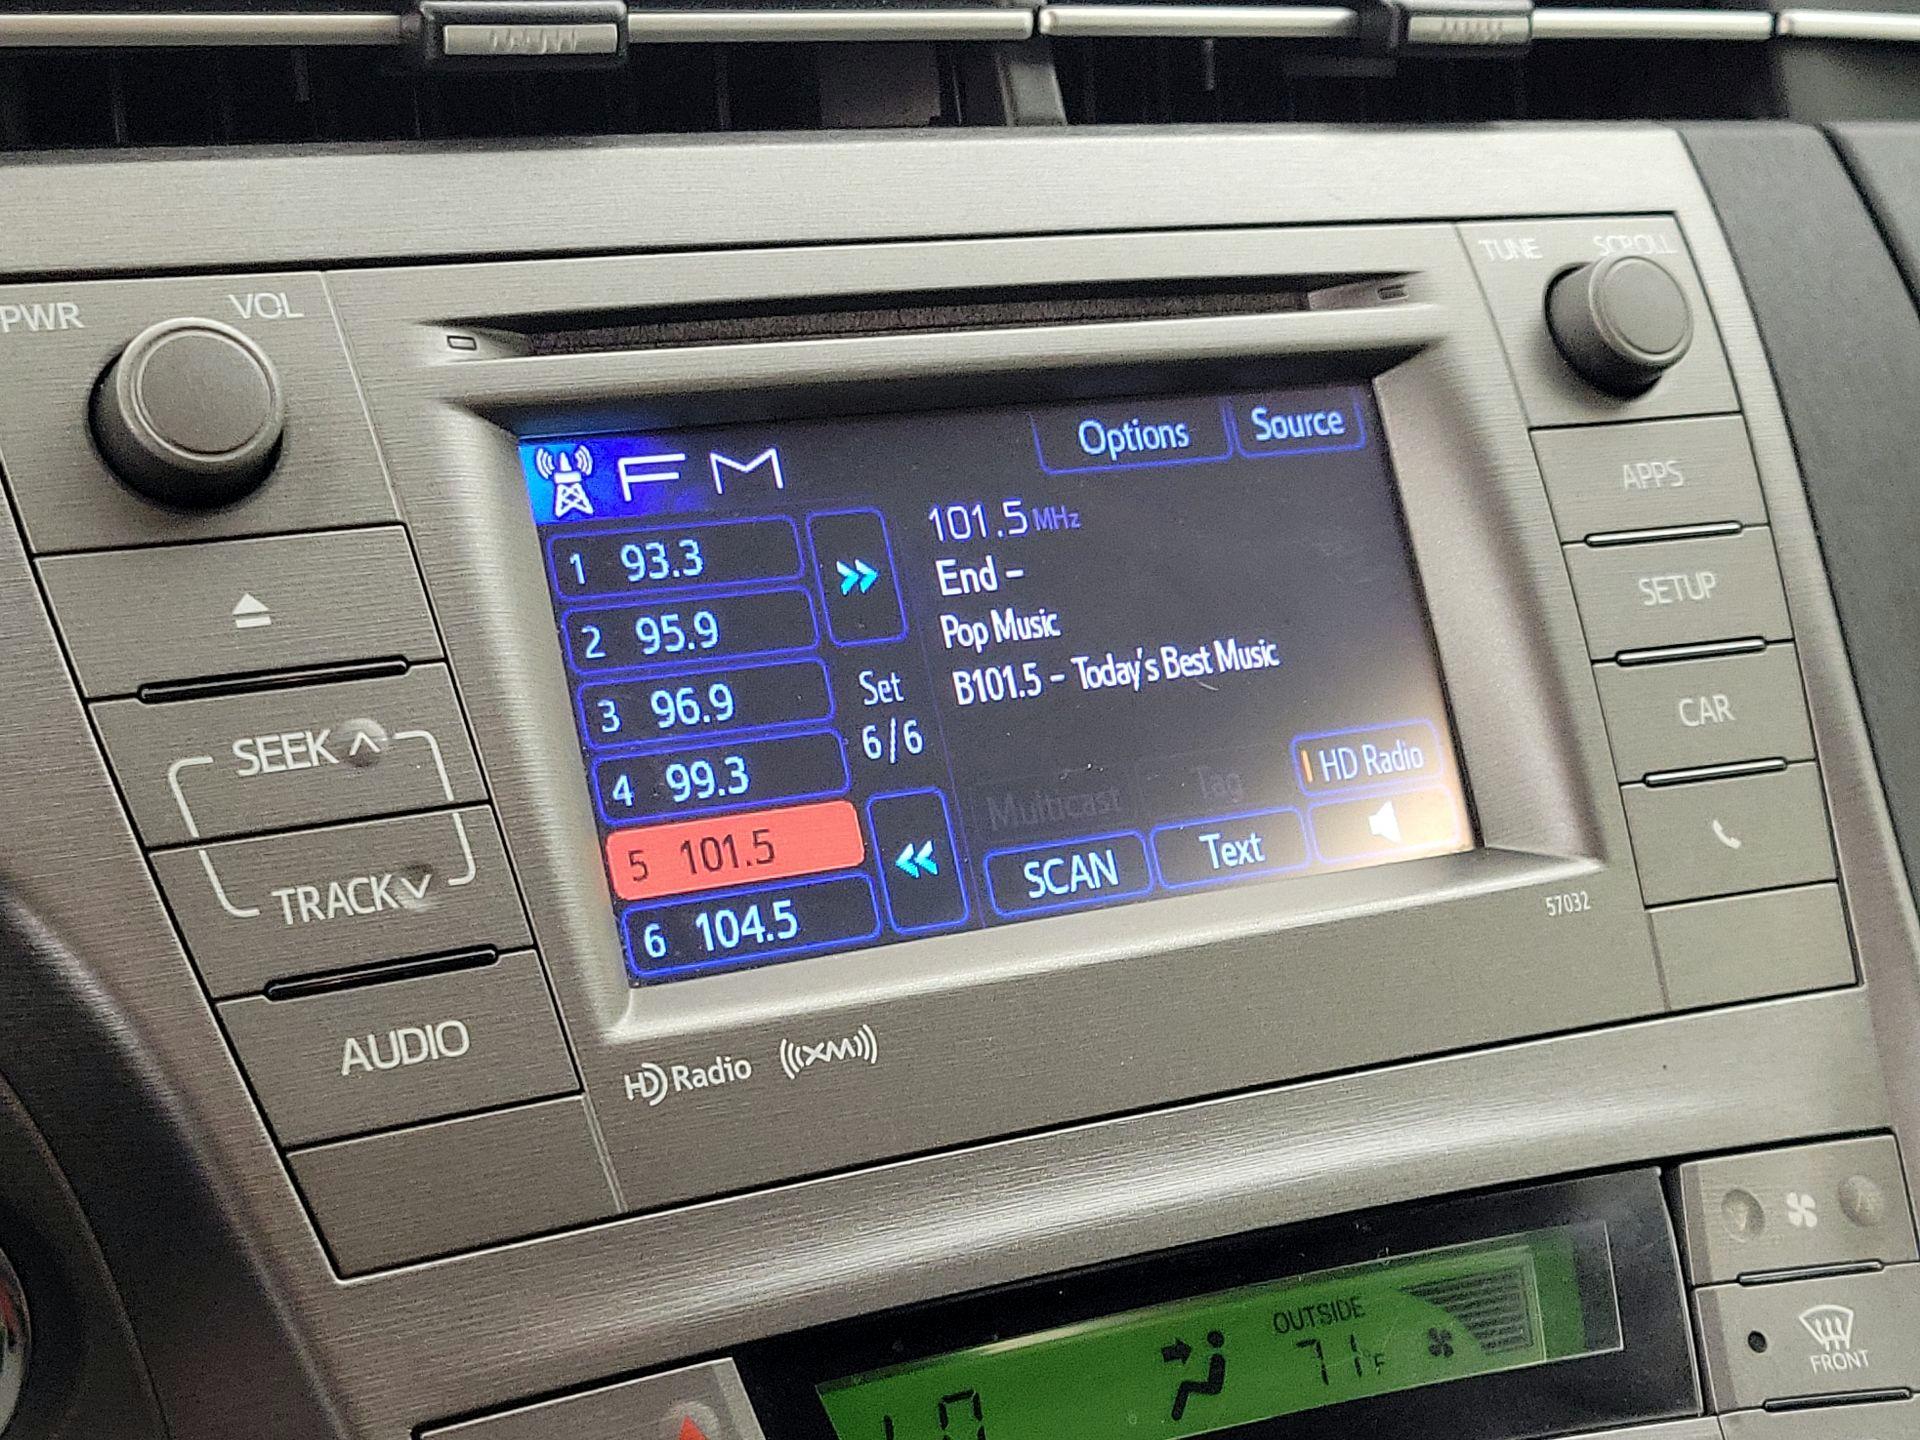 PWR VOL
TUNE SCROLL
FM
Options
Source
1 93.3
2 95.9
3 96.9
4 99.3
5 101.5
6 104.5
Set
6/6
101.5 MHz
End -
Pop Music
B101.5 - Today's Best Music
Multicast
Tag
HD Radio
SCAN
Text
SEEK
TRACK
AUDIO
APPS
SETUP
CAR
57032
HD Radio
XM
OUTSIDE
71°F
LO
FRONT